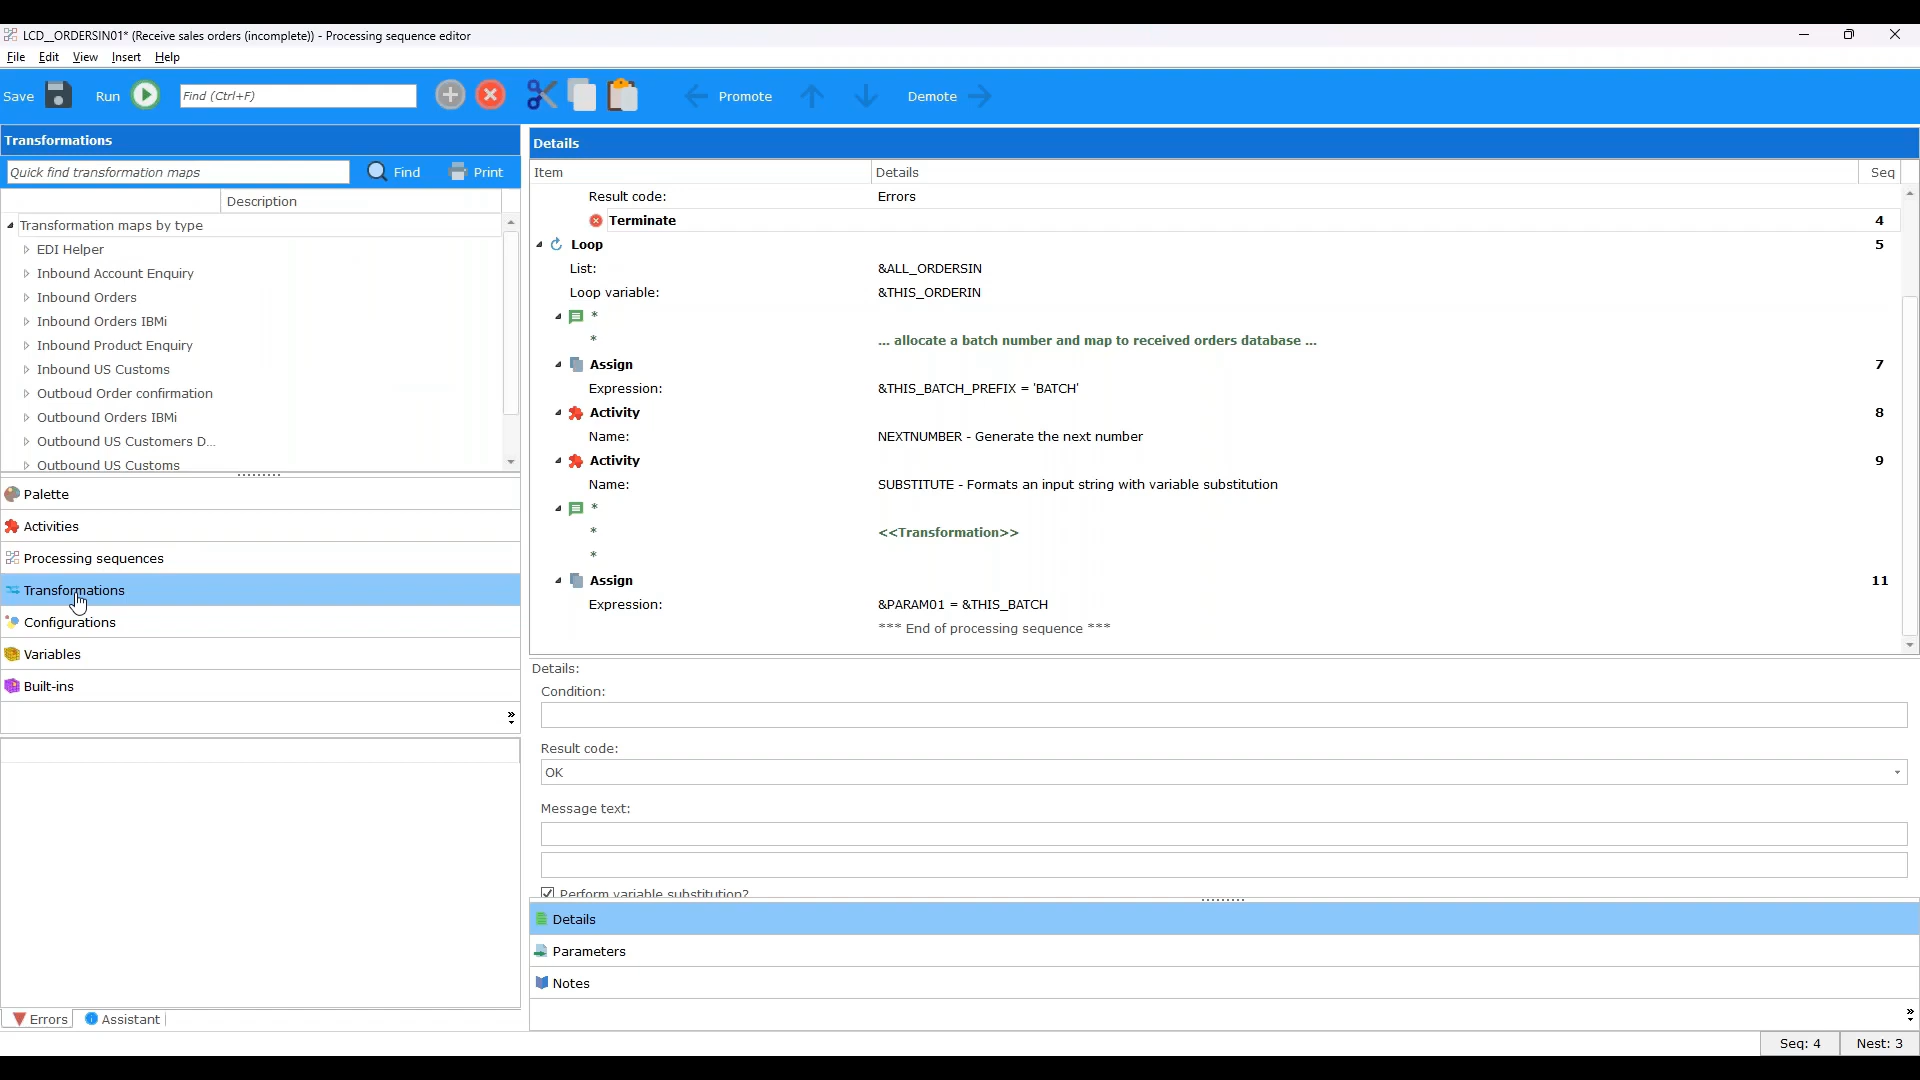 LCD__ORDERSIN01* (Receive sales orders (incomplete)) - Processing sequence editor
File Edit View Insert Help
Save Run Find (Ctrl+F) Promote Demote
Transformations
Quick find transformation maps Find Print
Description
Transformation maps by type
EDI Helper
Inbound Account Enquiry
Inbound Orders
Inbound Orders IBMi
Inbound Product Enquiry
Inbound US Customs
Outboud Order confirmation
Outbound Orders IBMi
Outbound US Customers D...
Outbound US Customs
Palette
Activities
Processing sequences
Transformations
Configurations
Variables
Built-ins
Errors Assistant
Details
Item Details Seq
Result code: Errors
Terminate 4
Loop 5
List: &ALL_ORDERSIN
Loop variable: &THIS_ORDERIN
*
* ... allocate a batch number and map to received orders database ...
Assign 7
Expression: &THIS_BATCH_PREFIX = 'BATCH'
Activity 8
Name: NEXTNUMBER - Generate the next number
Activity 9
Name: SUBSTITUTE - Formats an input string with variable substitution
*
* <<Transformation>>
*
Assign 11
Expression: &PARAM01 = &THIS_BATCH
*** End of processing sequence ***
Details:
Condition:
Result code:
OK
Message text:
Perform variable substitution?
Details
Parameters
Notes
Seq: 4 Nest: 3